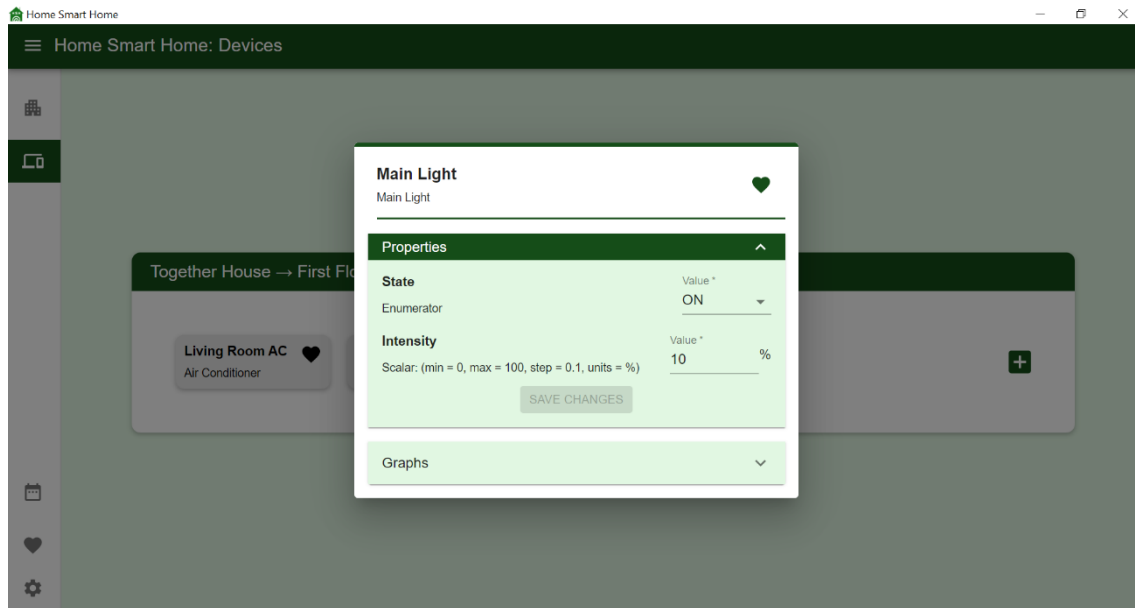 Home Smart Home
Home Smart Home: Devices
Main Light
Main Light
Properties
State
Value *
ON
Enumerator
Intensity
Value *
10
%
Scalar: (min = 0, max = 100, step = 0.1, units = %)
SAVE CHANGES
Graphs
Together House → First
Living Room AC
Air Conditioner